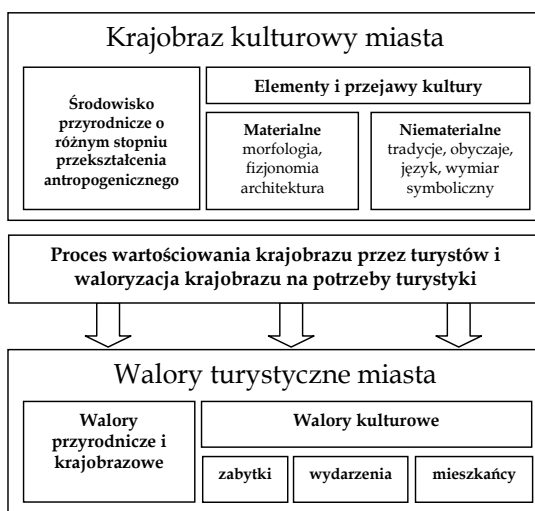 Krajobraz kulturowy miasta
Środowisko
przyrodnicze o
różnym stopniu
przekształcenia
antropogenicznego
Elementy i przejawy kultury
Materialne
morfologia,
fizjonomia
architektura
Niematerialne
tradycje, obyczaje,
język, wymiar
symboliczny
Proces wartościowania krajobrazu przez turystów i
waloryzacja krajobrazu na potrzeby turystyki
Walory turystyczne miasta
Walory
przyrodnicze i
krajobrazowe
Walory kulturowe
zabytki
wydarzenia
mieszkańcy